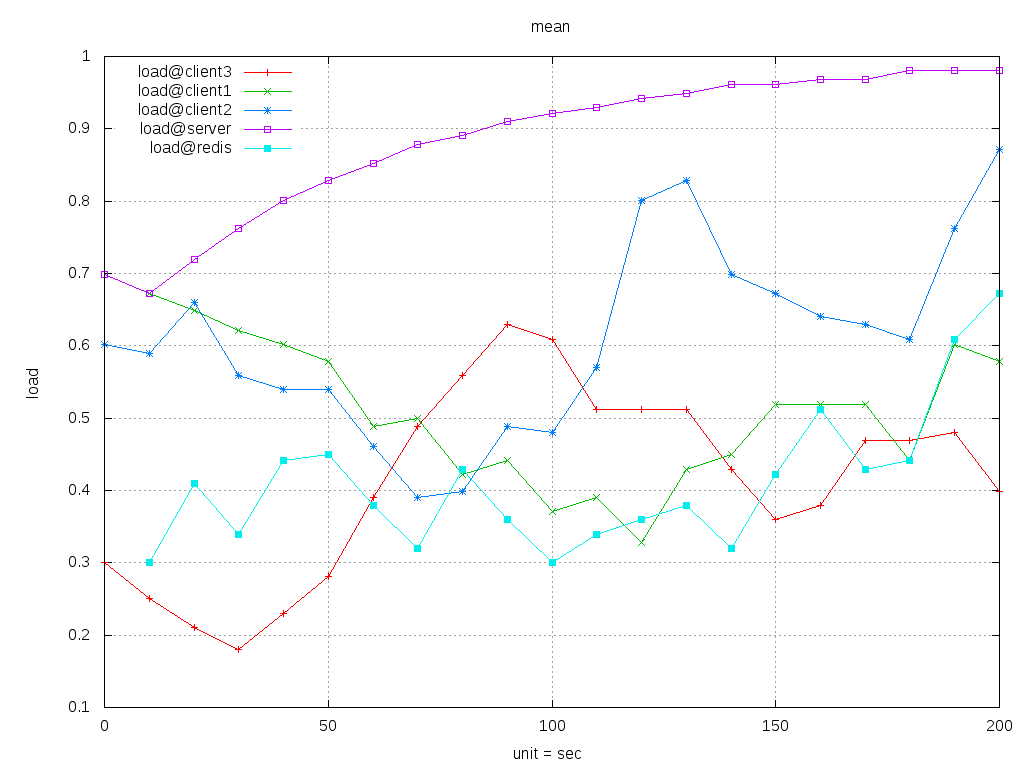 mean
load@client3
load@client1
load@client2
load@server
load@redis
1
0.9
0.8
0.7
0.6
0.5
0.4
0.3
0.2
0.1
load
0 50 100 150 200
unit = sec